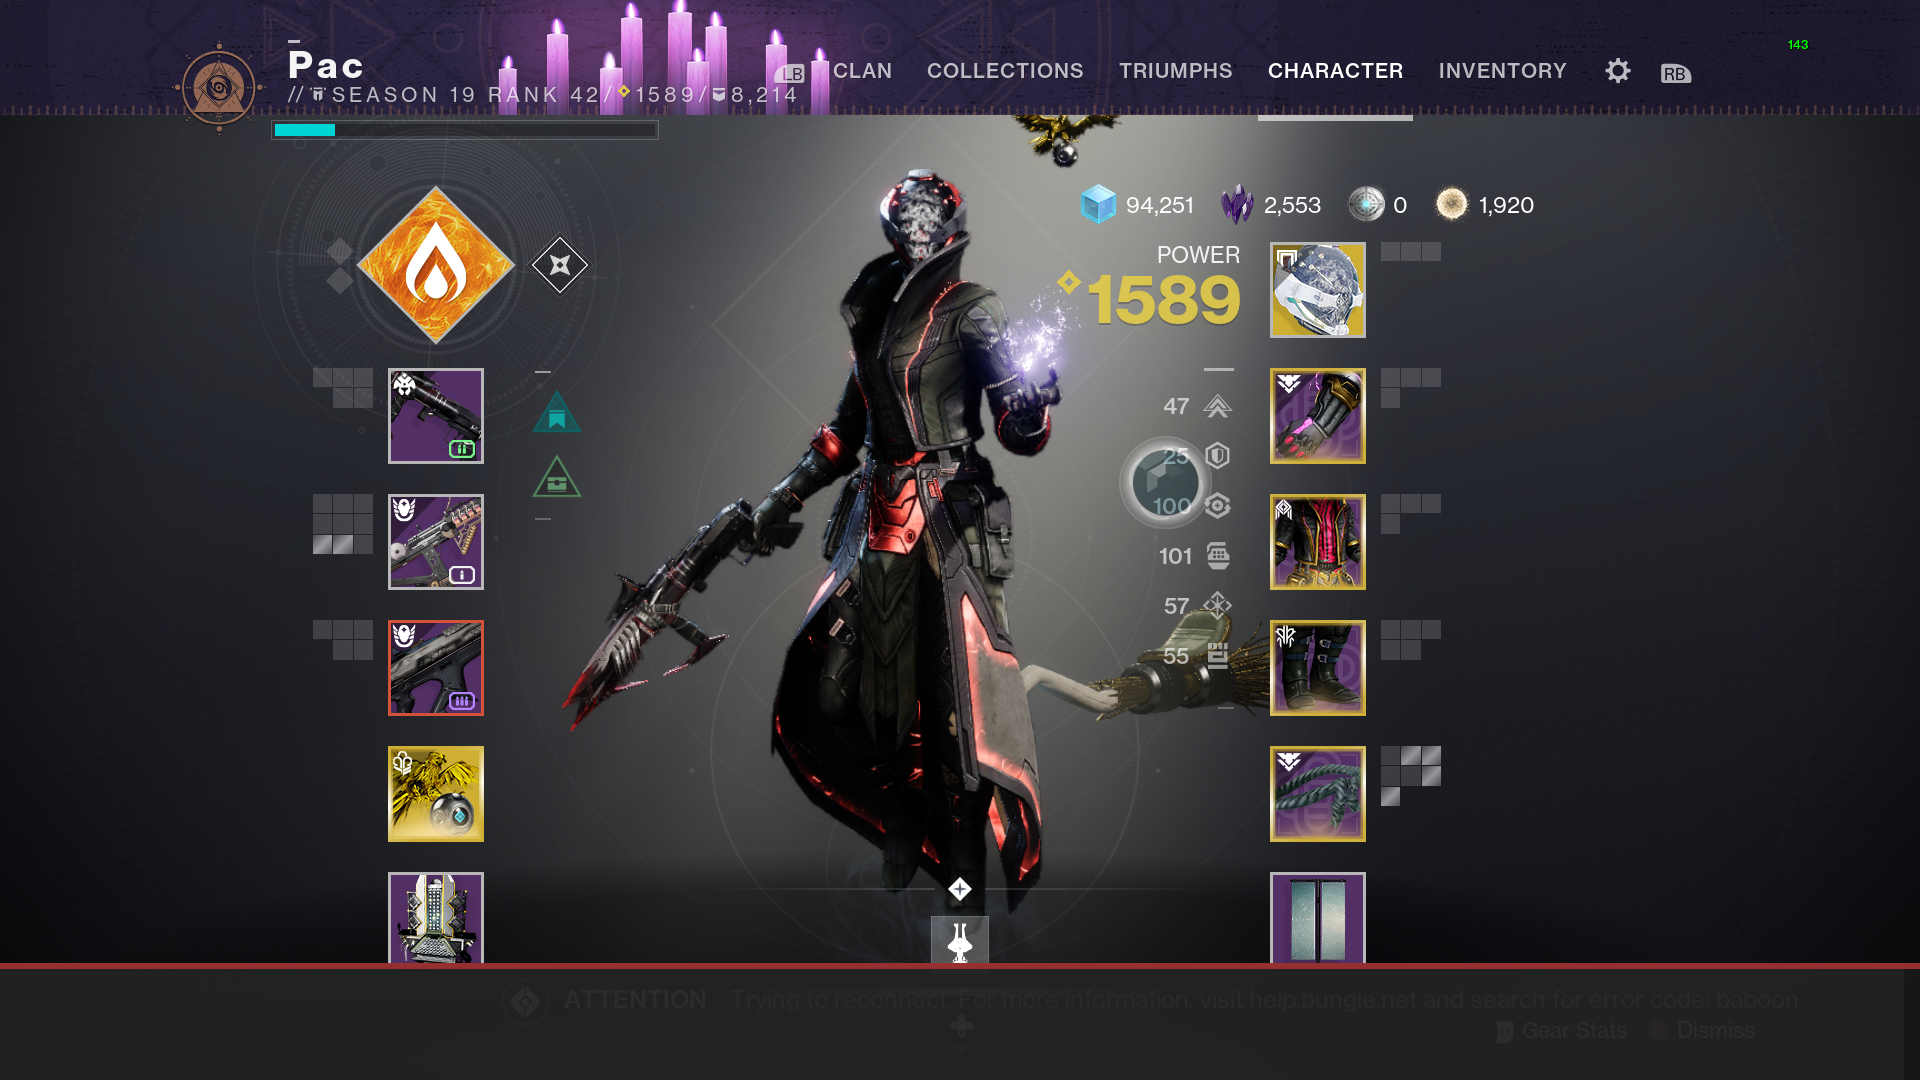 143
Pac
LB CLAN COLLECTIONS TRIUMPHS CHARACTER INVENTORY RB
// SEASON 19 RANK 42/ 1589/ 8,214
94,251 2,553 0 1,920
POWER
1589
47
25
100
101
57
55
ATTENTION Trying to reconnect. For more information, visit help.bungie.net and search for error code: baboon
Gear Stats Dismiss